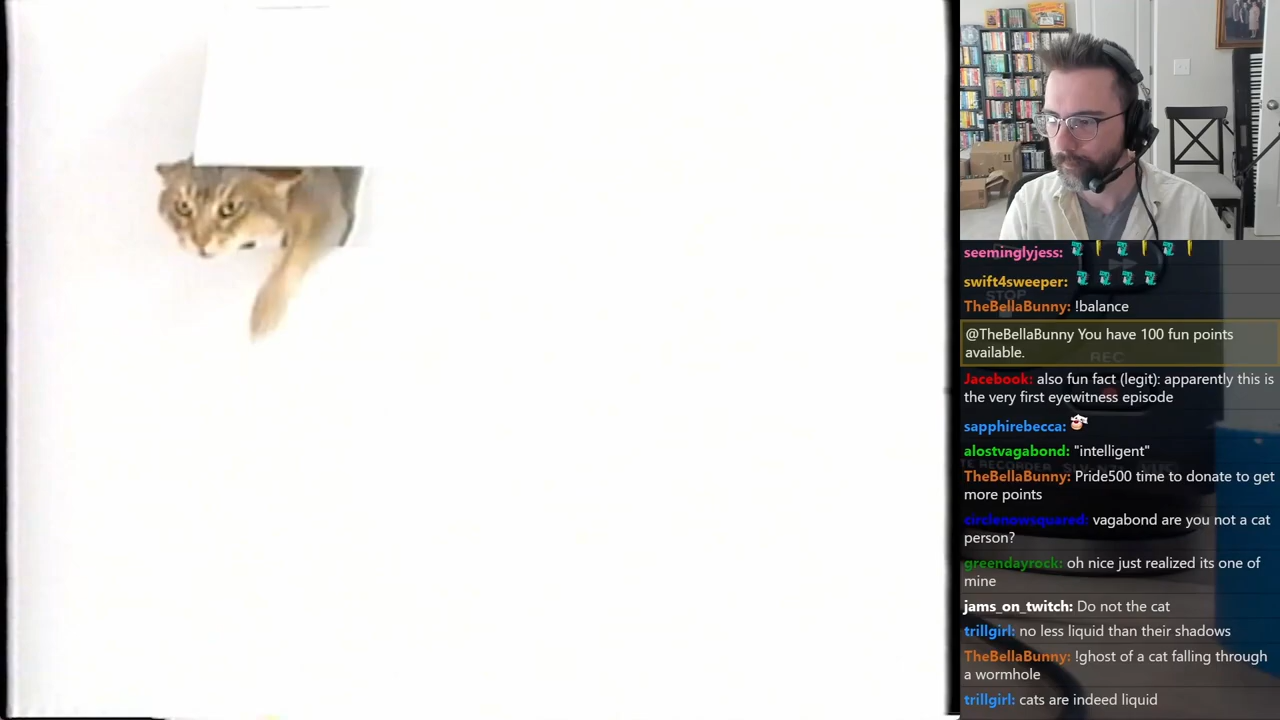 seeminglyjess:
swift4sweeper:
STOP
TheBellaBunny: !balance
@TheBellaBunny You have 100 fun points
available.
REC
Jacebook: also fun fact (legit): apparently this is
the very first eyewitness episode
sapphirebecca:
alostvagabond: "intelligent"
TheBellaBunny: Pride500 time to donate to get
more points
circlenowsquared: vagabond are you not a cat
person?
greendayrock: oh nice just realized its one of
mine
jams_on_twitch: Do not the cat
trillgirl: no less liquid than their shadows
TheBellaBunny: !ghost of a cat falling through
a wormhole
trillgirl: cats are indeed liquid